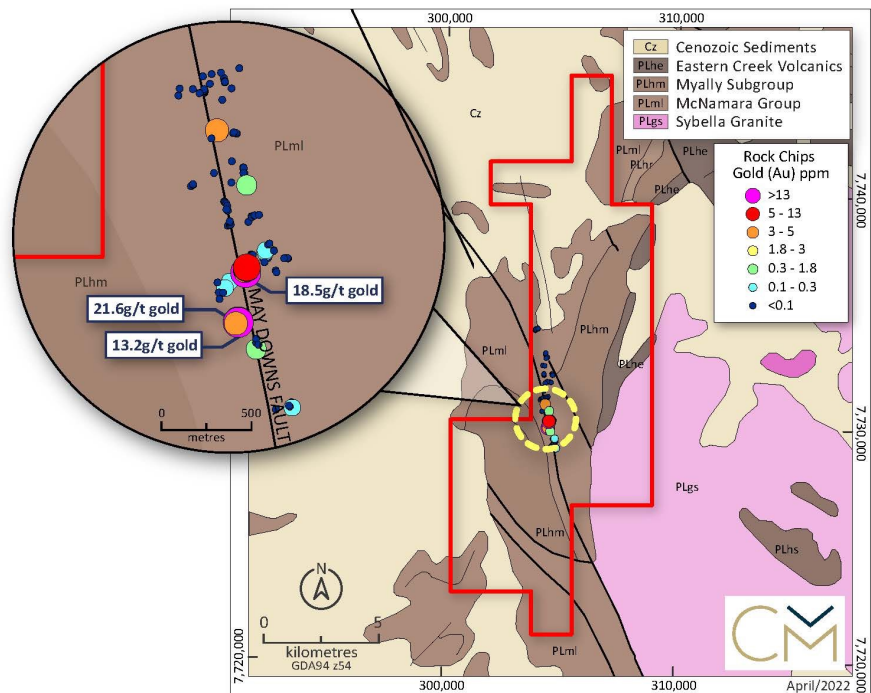 300,000
310,000
Cz Cenozoic Sediments
PLhe Eastern Creek Volcanics
PLhm Myally Subgroup
PLml McNamara Group
PLgs Sybella Granite
Rock Chips
Gold (Au) ppm
>13
5 - 13
3 - 5
1.8 - 3
0.3 - 1.8
0.1 - 0.3
<0.1
Cz
PLml
PLhe
PLhr
PLhe
7,740,000
PLml
PLhm
18.5g/t gold
21.6g/t gold
13.2g/t gold
MAY DOWNS FAULT
0 500
metres
PLhm
PLml
PLhe
7,730,000
PLgs
PLhm
PLhs
N
0 5
kilometres
GDA94 z54
PLml
CM
7,720,000
7,720,000
300,000
310,000
April/2022